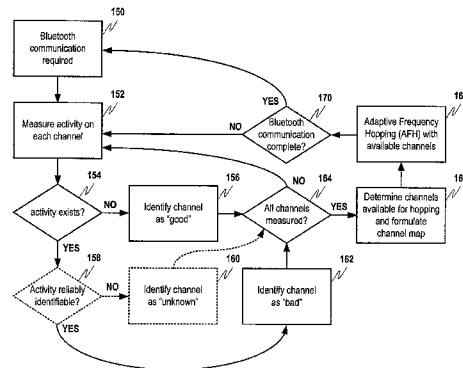 150
Bluetooth
communication
required
152
Measure activity on
each channel
YES
170
Bluetooth
communication
complete?
NO
16
Adaptive Frequency
Hopping (AFH) with
available channels
154
activity exists?
NO
YES
156
Identify channel
as "good"
NO
164
All channels
measured?
YES
16
Determine channels
available for hopping
and formulate
channel map
158
Activity reliably
identifiable?
NO
YES
160
Identify channel
as "unknown"
162
Identify channel
as "bad"